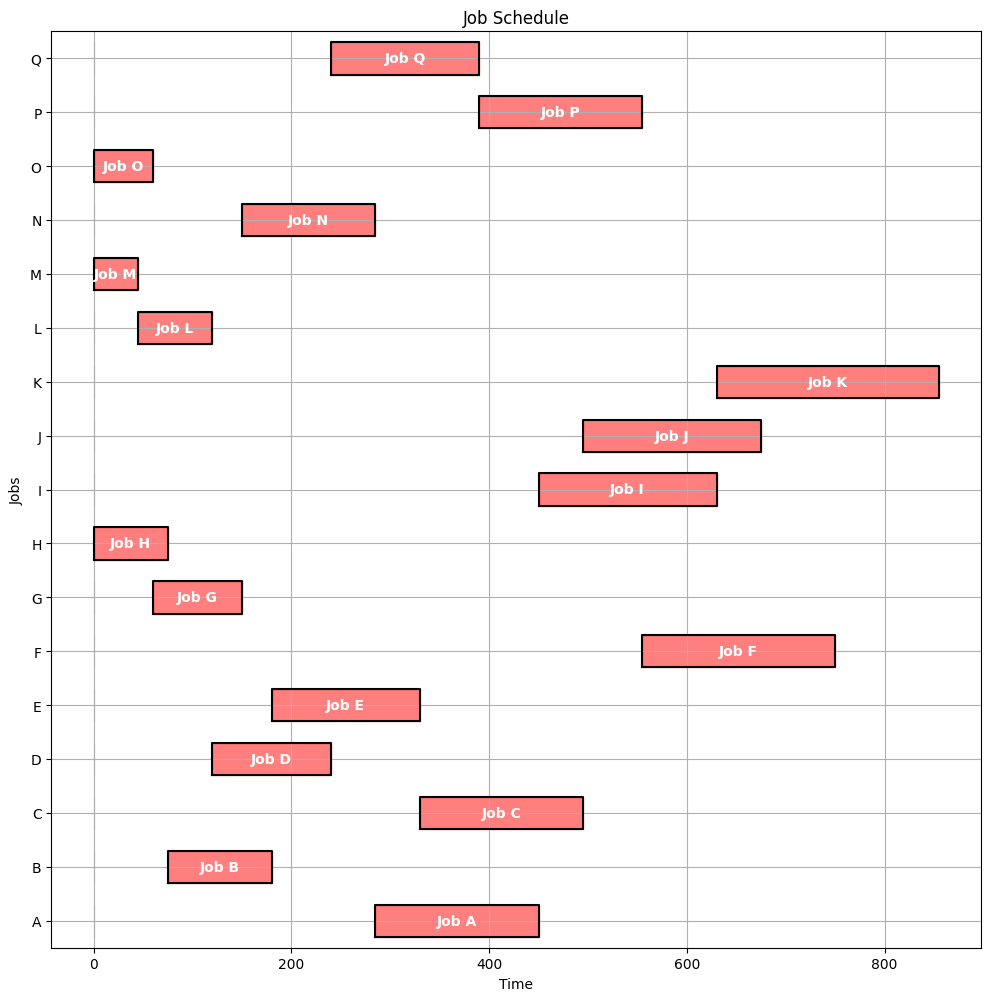 Job Schedule
Q
Job Q
P
Job P
O
Job O
N
Job N
M
Job M
L
Job L
K
Job K
J
Job J
I
Job I
H
Job H
G
Job G
F
Job F
E
Job E
D
Job D
C
Job C
B
Job B
A
Job A
Jobs
0 200 400 600 800
Time